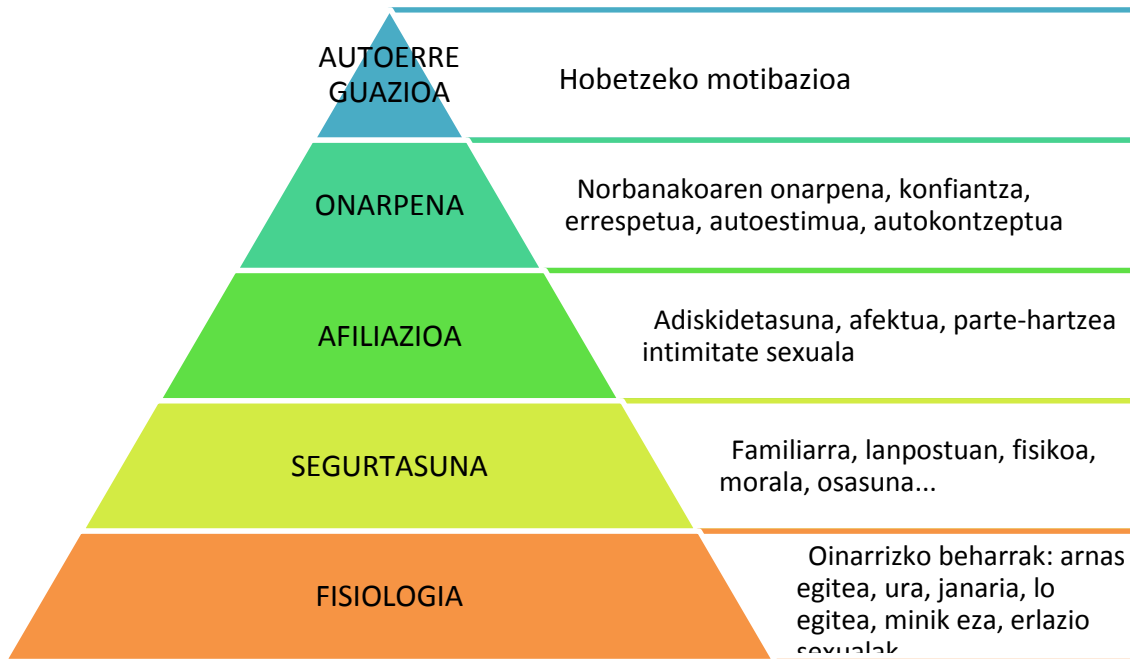 AUTOERRE
GUAZIOA
Hobetzeko motibazioa
ONARPENA
Norbanakoaren onarpena, konfiantza,
errespetua, autoestimua, autokontzeptua
AFILIAZIOA
Adiskidetasuna, afektua, parte-hartzea
intimitate sexuala
SEGURTASUNA
Familiarra, lanpostuan, fisikoa,
morala, osasuna...
FISIOLOGIA
Oinarrizko beharrak: arnas
egitea, ura, janaria, lo
egitea, minik eza, erlazio
sexualak